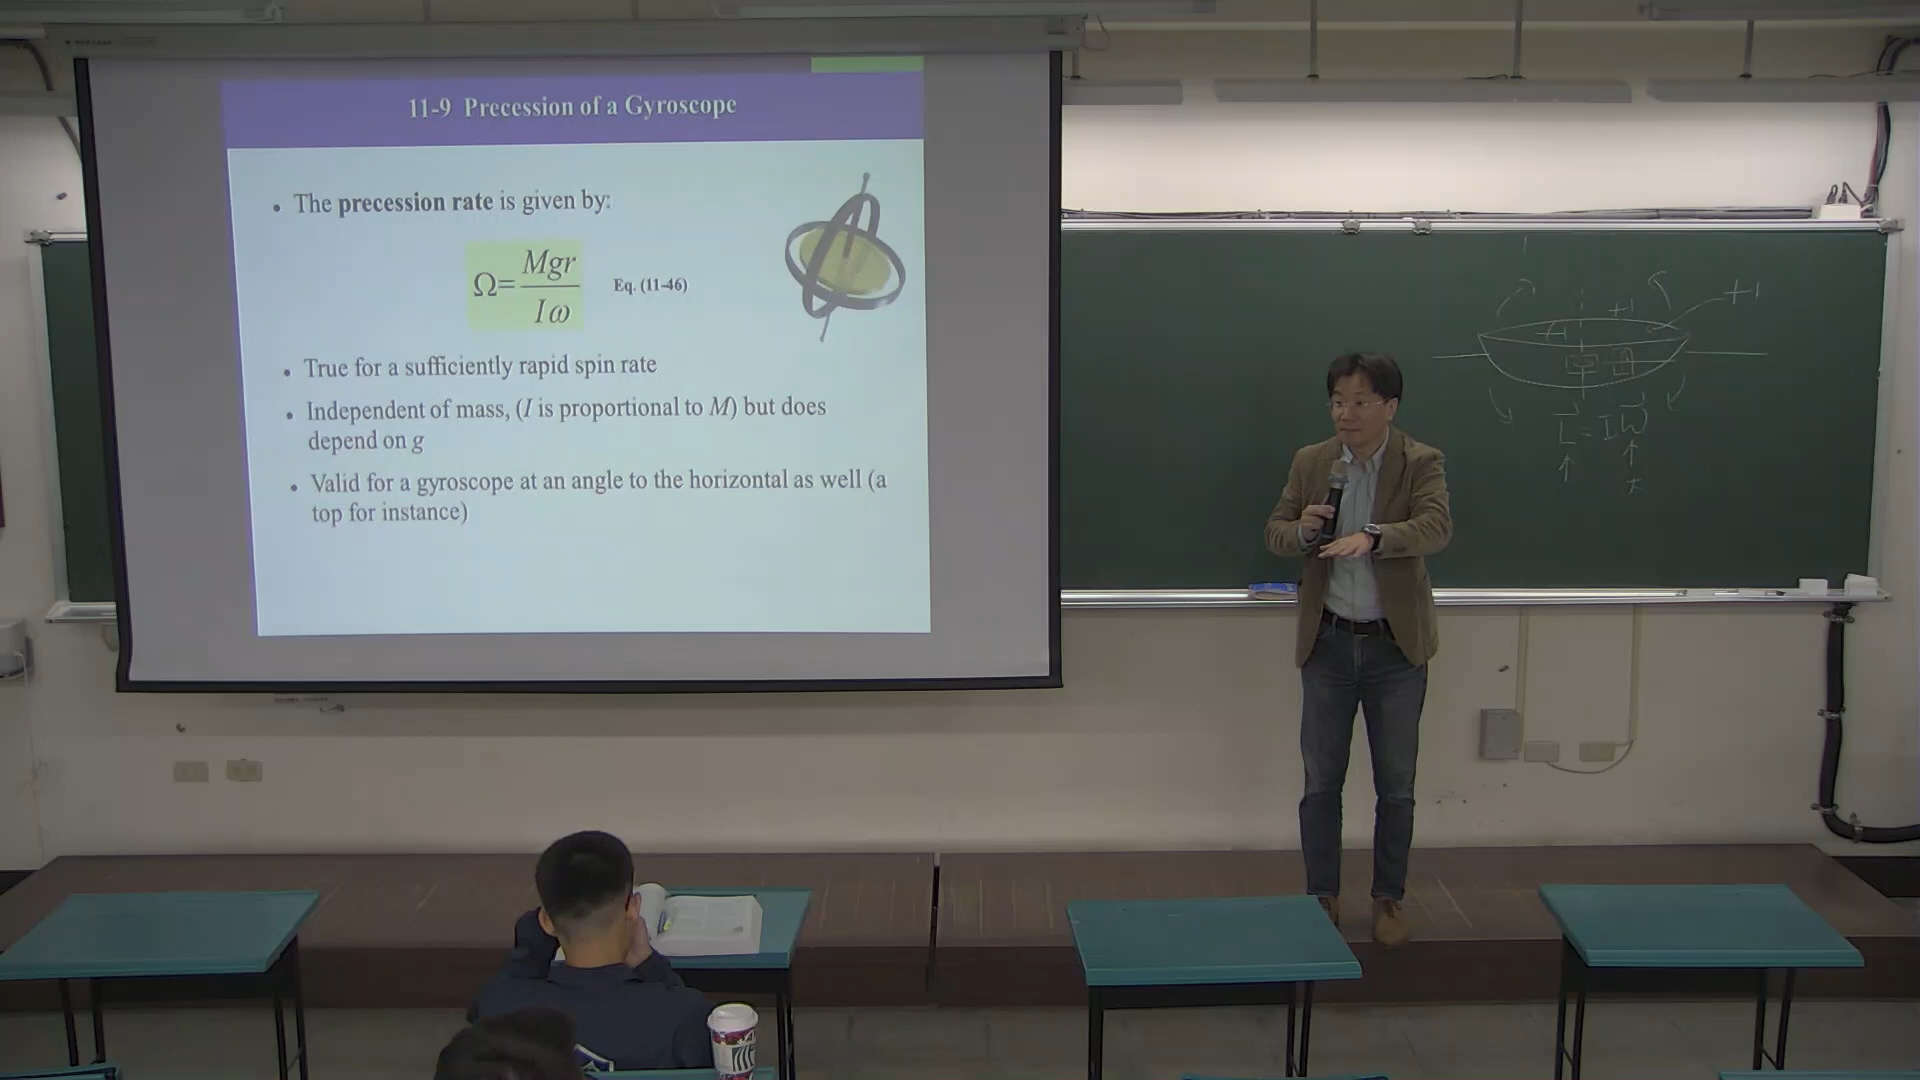 11-9 Precession of a Gyroscope
• The precession rate is given by:
Ω= Mgr / Iω Eq. (11-46)
• True for a sufficiently rapid spin rate
• Independent of mass, (I is proportional to M) but does
depend on g
• Valid for a gyroscope at an angle to the horizontal as well (a
top for instance)
L = Iω
大